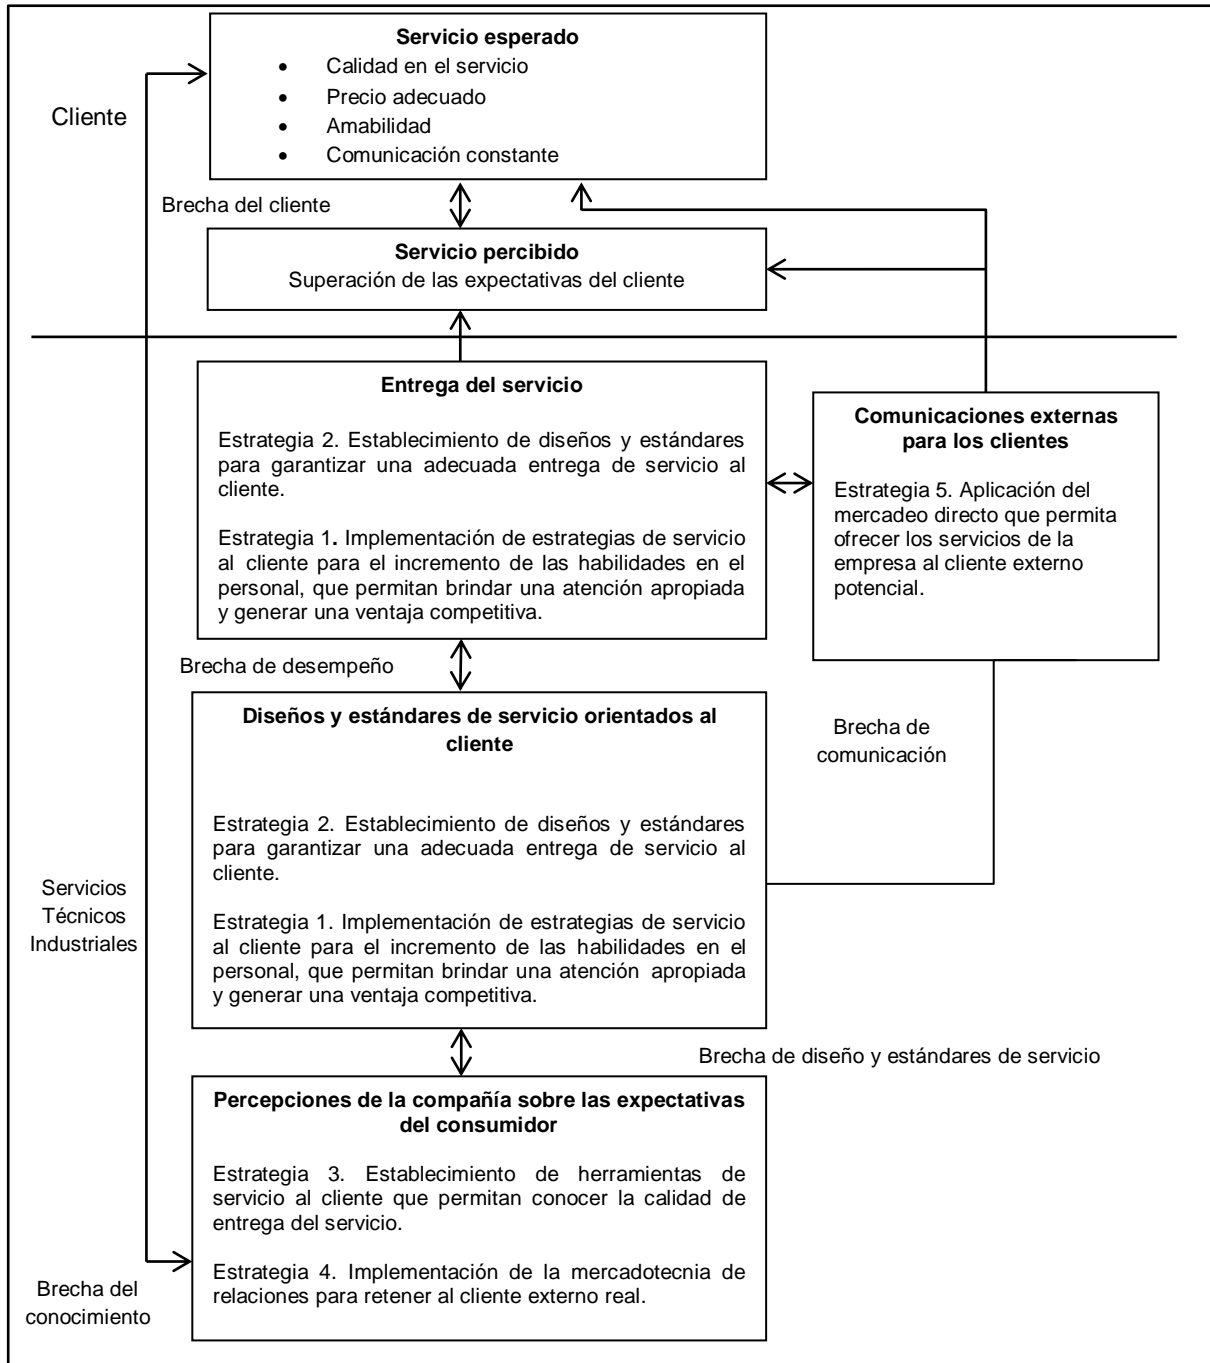 Servicio esperado
• Calidad en el servicio
• Precio adecuado
• Amabilidad
• Comunicación constante
Cliente
Brecha del cliente
Servicio percibido
Superación de las expectativas del cliente
Entrega del servicio
Estrategia 2. Establecimiento de diseños y estándares
para garantizar una adecuada entrega de servicio al
cliente.
Estrategia 1. Implementación de estrategias de servicio
al cliente para el incremento de las habilidades en el
personal, que permitan brindar una atención apropiada
y generar una ventaja competitiva.
Comunicaciones externas
para los clientes
Estrategia 5. Aplicación del
mercadeo directo que permita
ofrecer los servicios de la
empresa al cliente externo
potencial.
Brecha de desempeño
Diseños y estándares de servicio orientados al
cliente
Estrategia 2. Establecimiento de diseños y estándares
para garantizar una adecuada entrega de servicio al
cliente.
Estrategia 1. Implementación de estrategias de servicio
al cliente para el incremento de las habilidades en el
personal, que permitan brindar una atención apropiada
y generar una ventaja competitiva.
Brecha de
comunicación
Servicios
Técnicos
Industriales
Brecha de diseño y estándares de servicio
Percepciones de la compañía sobre las expectativas
del consumidor
Estrategia 3. Establecimiento de herramientas de
servicio al cliente que permitan conocer la calidad de
entrega del servicio.
Estrategia 4. Implementación de la mercadotecnia de
relaciones para retener al cliente externo real.
Brecha del
conocimiento